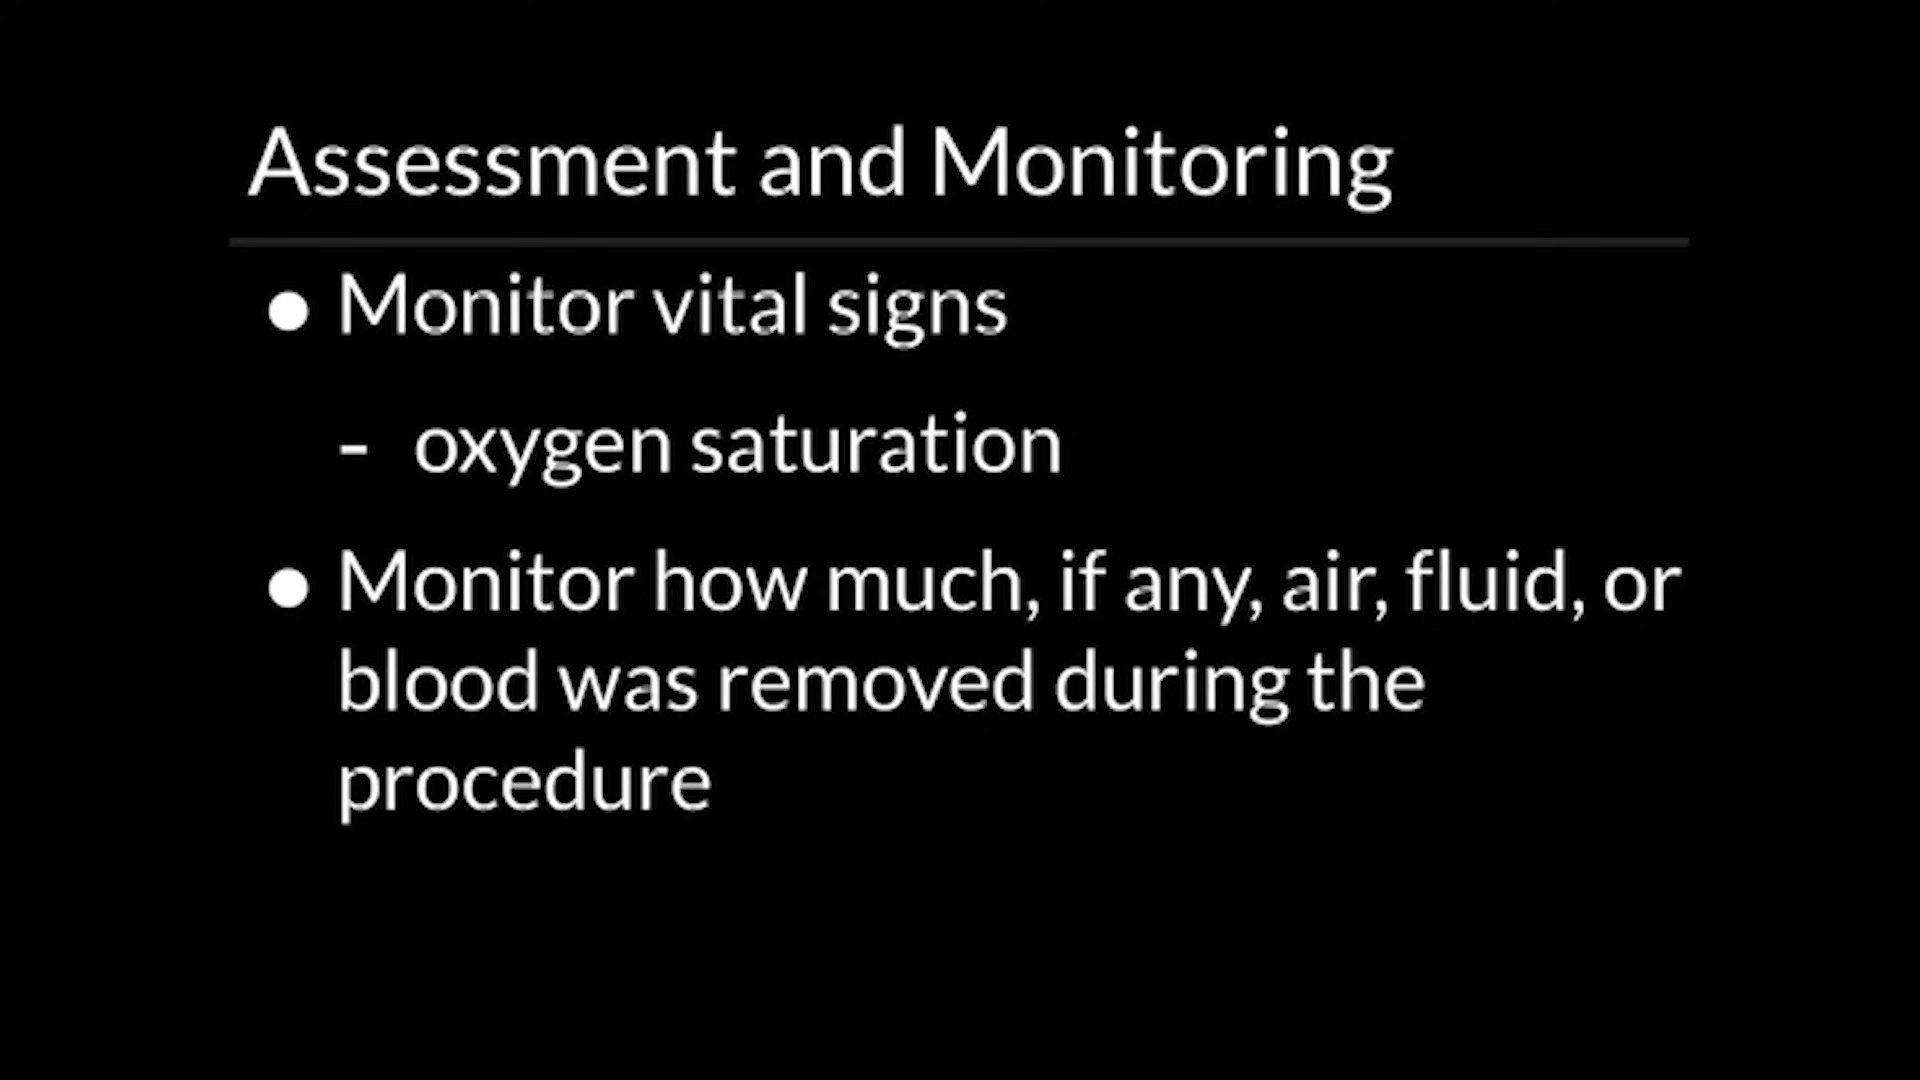 Assessment and Monitoring
● Monitor vital signs
- oxygen saturation
● Monitor how much, if any, air, fluid, or
blood was removed during the
procedure